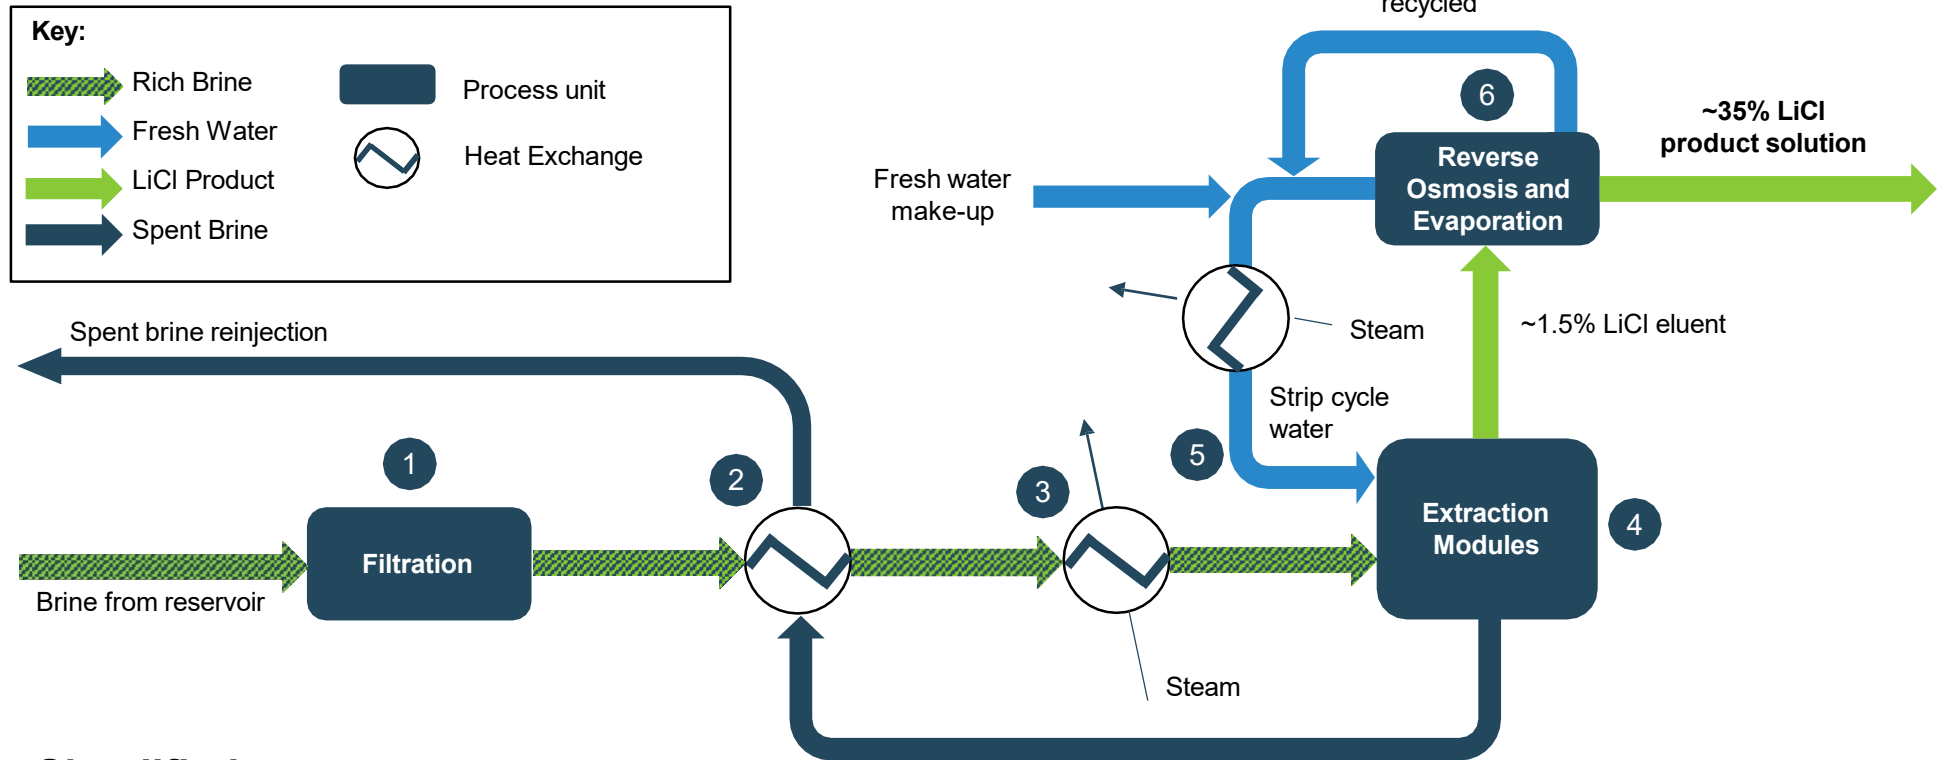 Key:
Rich Brine
Fresh Water
LiCl Product
Spent Brine
Process unit
Heat Exchange
recycled
6
~35% LiCl
product solution
Reverse
Osmosis and
Evaporation
Fresh water
make-up
Steam
~1.5% LiCl eluent
Spent brine reinjection
Strip cycle
water
5
1
2
3
4
Extraction
Modules
Filtration
Brine from reservoir
Steam